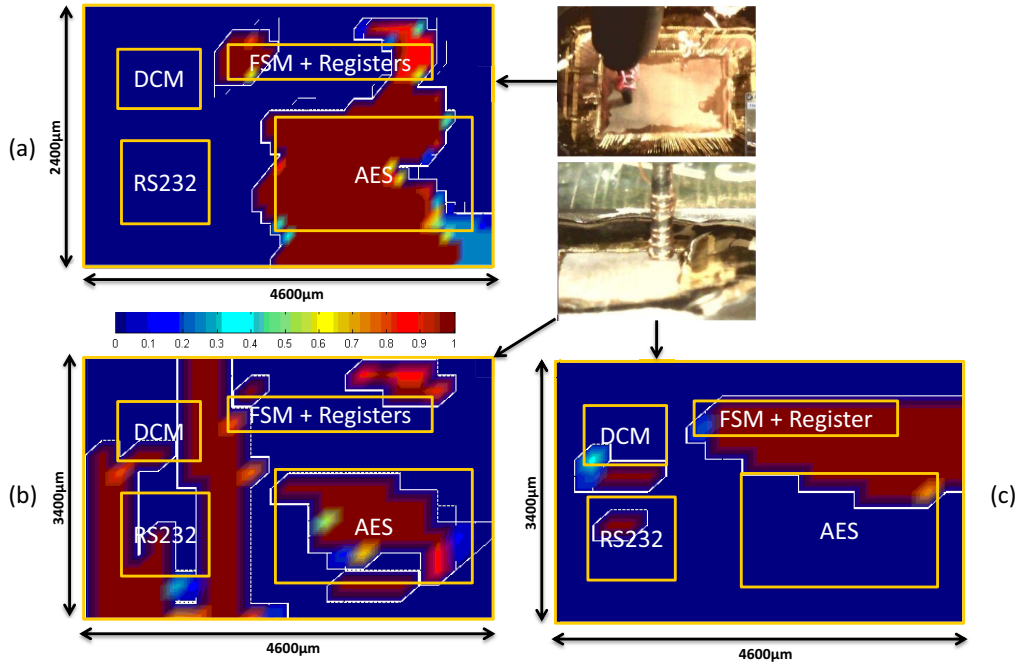 (a)
2400μm
DCM
FSM + Registers
RS232
AES
4600μm
0 0.1 0.2 0.3 0.4 0.5 0.6 0.7 0.8 0.9 1
(b)
3400μm
DCM
FSM + Registers
RS232
AES
4600μm
3400μm
DCM
FSM + Register
RS232
AES
(c)
4600μm